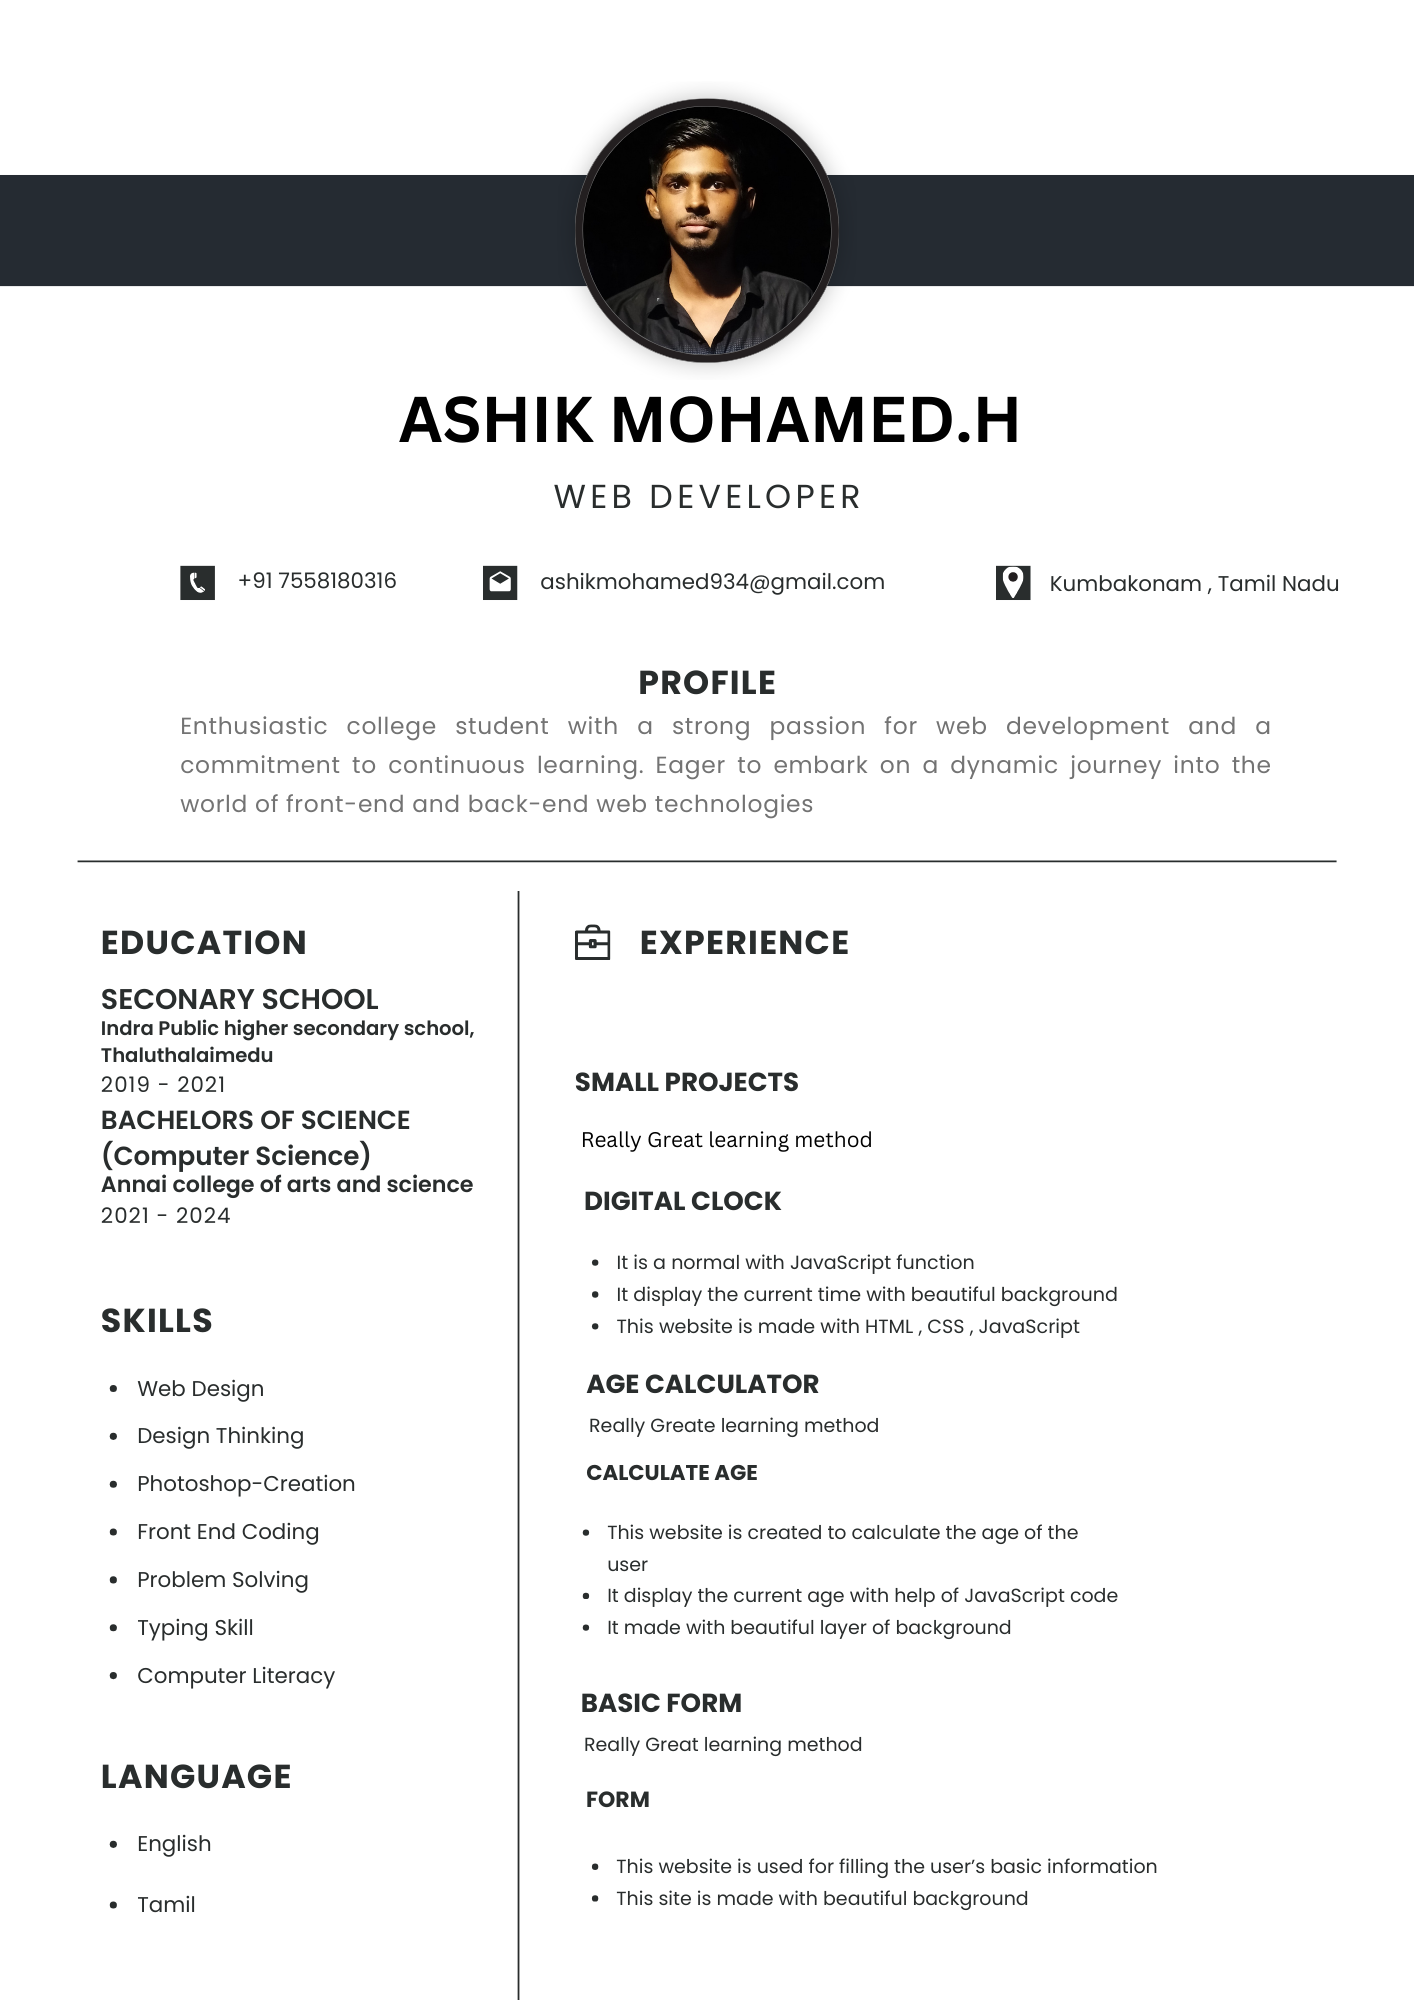 ASHIK MOHAMED.H
WEB DEVELOPER
+91 7558180316
ashikmohamed934@gmail.com
Kumbakonam , Tamil Nadu
PROFILE
Enthusiastic college student with a strong passion for web development and a
commitment to continuous learning. Eager to embark on a dynamic journey into the
world of front-end and back-end web technologies
EDUCATION
SECONARY SCHOOL
Indra Public higher secondary school,
Thaluthalaimedu
2019 - 2021
BACHELORS OF SCIENCE
(Computer Science)
Annai college of arts and science
2021 - 2024
SKILLS
• Web Design
• Design Thinking
• Photoshop-Creation
• Front End Coding
• Problem Solving
• Typing Skill
• Computer Literacy
LANGUAGE
• English
• Tamil
EXPERIENCE
SMALL PROJECTS
Really Great learning method
DIGITAL CLOCK
• It is a normal with JavaScript function
• It display the current time with beautiful background
• This website is made with HTML , CSS , JavaScript
AGE CALCULATOR
Really Greate learning method
CALCULATE AGE
• This website is created to calculate the age of the
user
• It display the current age with help of JavaScript code
• It made with beautiful layer of background
BASIC FORM
Really Great learning method
FORM
• This website is used for filling the user’s basic information
• This site is made with beautiful background